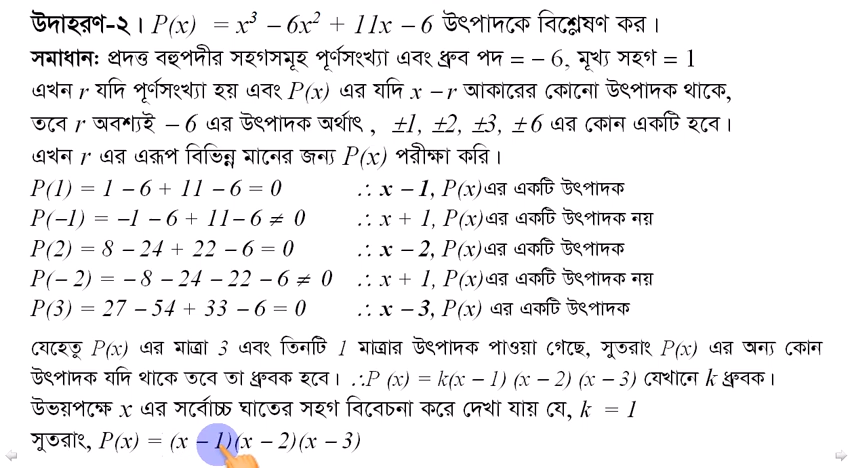 উদাহরণ-২। P(x) = x³ − 6x² + 11x − 6 উৎপাদকে বিশ্লেষণ কর।
সমাধান: প্রদত্ত বহুপদীর সহগসমূহ পূর্ণসংখ্যা এবং ধ্রুব পদ = − 6, মূখ্য সহগ = 1
এখন r যদি পূর্ণসংখ্যা হয় এবং P(x) এর যদি x − r আকারের কোনো উৎপাদক থাকে,
তবে r অবশ্যই − 6 এর উৎপাদক অর্থাৎ , ±1, ±2, ±3, ± 6 এর কোন একটি হবে।
এখন r এর এরূপ বিভিন্ন মানের জন্য P(x) পরীক্ষা করি।
P(1) = 1 − 6 + 11 − 6 = 0 ∴ x − 1, P(x)এর একটি উৎপাদক
P(−1) = −1 − 6 + 11− 6 ≠ 0 ∴ x + 1, P(x)এর একটি উৎপাদক নয়
P(2) = 8 − 24 + 22 − 6 = 0 ∴ x − 2, P(x)এর একটি উৎপাদক
P(− 2) = − 8 − 24 − 22 − 6 ≠ 0 ∴ x + 1, P(x)এর একটি উৎপাদক নয়
P(3) = 27 − 54 + 33 − 6 = 0 ∴ x − 3, P(x) এর একটি উৎপাদক
যেহেতু P(x) এর মাত্রা 3 এবং তিনটি 1 মাত্রার উৎপাদক পাওয়া গেছে, সুতরাং P(x) এর অন্য কোন
উৎপাদক যদি থাকে তবে তা ধ্রুবক হবে। ∴P (x) = k(x − 1) (x − 2) (x − 3) যেখানে k ধ্রুবক।
উভয়পক্ষে x এর সর্বোচ্চ ঘাতের সহগ বিবেচনা করে দেখা যায় যে, k = 1
সুতরাং, P(x) = (x − 1)(x − 2)(x − 3)